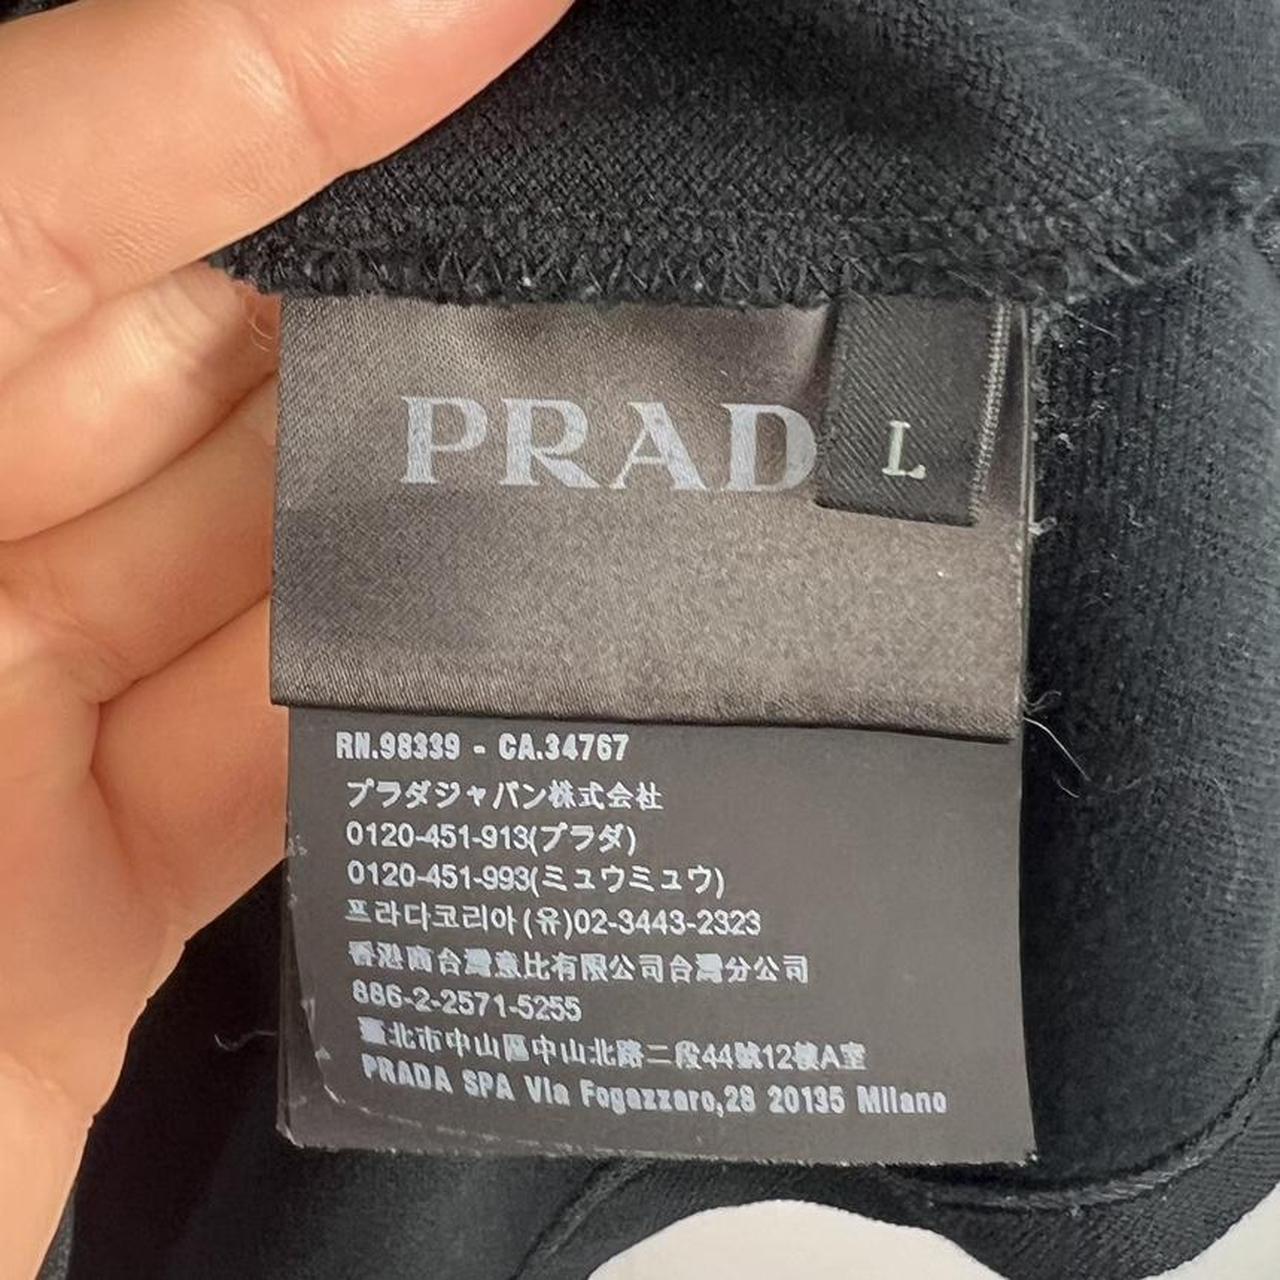 PRAD
L
RN.98339 - CA.34767
プラダジャパン株式会社
0120-451-913(プラダ)
0120-451-993(ミュウミュウ)
프라다코리아(유)02-3443-2323
香港商台灣意比有限公司台灣分公司
886-2-2571-5255
臺北市中山區中山北路二段44號12樓A室
PRADA SPA Via Fogazzaro,28 20135 Milano